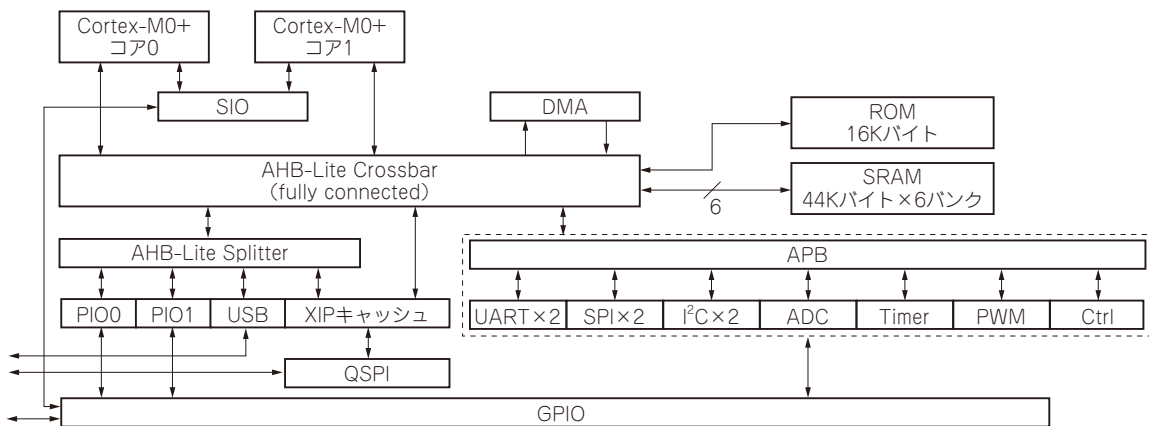 Cortex-M0+
コア0
Cortex-M0+
コア1
SIO
DMA
ROM
16Kバイト
AHB-Lite Crossbar
(fully connected)
SRAM
44Kバイト×6バンク
6
AHB-Lite Splitter
APB
PIO0
PIO1
USB
XIPキャッシュ
UART×2
SPI×2
I²C×2
ADC
Timer
PWM
Ctrl
QSPI
GPIO